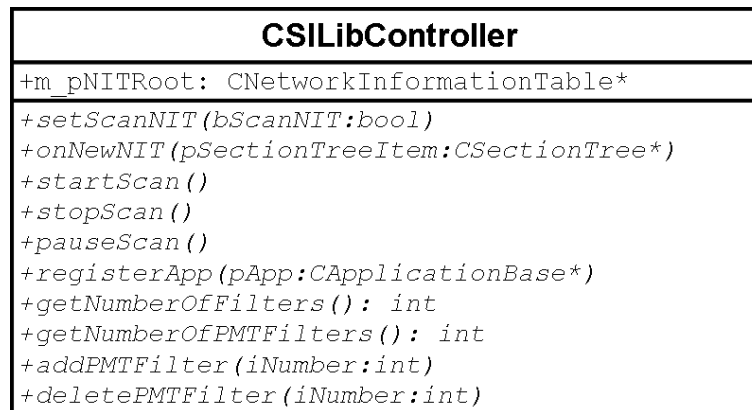 CSILibController
+m_pNITRoot: CNetworkInformationTable*
+setScanNIT(bScanNIT:bool)
+onNewNIT(pSectionTreeItem:CSectionTree*)
+startScan()
+stopScan()
+pauseScan()
+registerApp(pApp:CApplicationBase*)
+getNumberOfFilters(): int
+getNumberOfPMTFilters(): int
+addPMTFilter(iNumber:int)
+deletePMTFilter(iNumber:int)